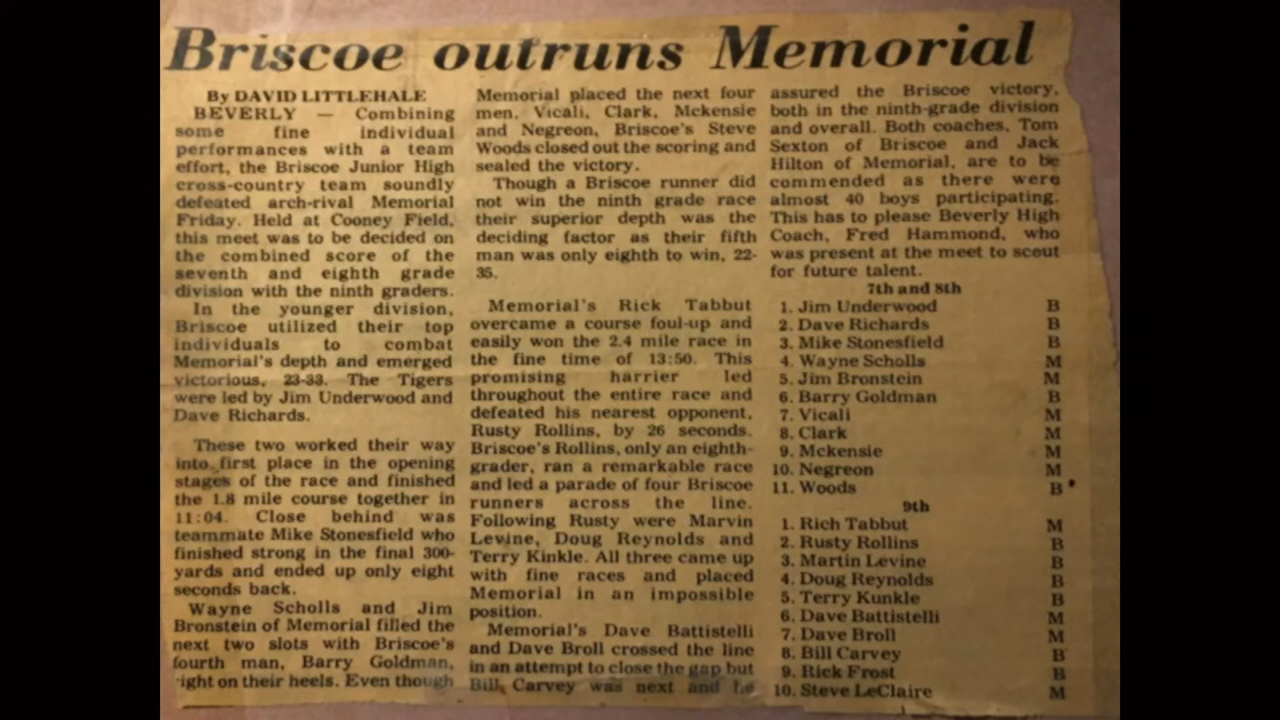 Briscoe outruns Memorial
By DAVID LITTLEHALE
BEVERLY — Combining
some fine individual
performances with a team
effort, the Briscoe Junior High
cross-country team soundly
defeated arch-rival Memorial
Friday. Held at Cooney Field,
this meet was to be decided on
the combined score of the
seventh and eighth grade
division with the ninth graders.
In the younger division,
Briscoe utilized their top
individuals to combat
Memorial's depth and emerged
victorious, 23-33. The Tigers
were led by Jim Underwood and
Dave Richards.
These two worked their way
into first place in the opening
stages of the race and finished
the 1.8 mile course together in
11:04. Close behind was
teammate Mike Stonesfield who
finished strong in the final 300-
yards and ended up only eight
seconds back.
Wayne Scholls and Jim
Bronstein of Memorial filled the
next two slots with Briscoe's
fourth man, Barry Goldman,
ight on their heels. Even though
Memorial placed the next four
men, Vicali, Clark, Mckensie
and Negreon, Briscoe's Steve
Woods closed out the scoring and
sealed the victory.
Though a Briscoe runner did
not win the ninth grade race
their superior depth was the
deciding factor as their fifth
man was only eighth to win, 22-
35.
Memorial's Rick Tabbut
overcame a course foul-up and
easily won the 2.4 mile race in
the fine time of 13:50. This
promising harrier led
throughout the entire race and
defeated his nearest opponent,
Rusty Rollins, by 26 seconds.
Briscoe's Rollins, only an eighth-
grader, ran a remarkable race
and led a parade of four Briscoe
runners across the line.
Following Rusty were Marvin
Levine, Doug Reynolds and
Terry Kinkle. All three came up
with fine races and placed
Memorial in an impossible
position.
Memorial's Dave Battistelli
and Dave Broll crossed the line
in an attempt to close the gap but
Bill Carvey was next and he
assured the Briscoe victory,
both in the ninth-grade division
and overall. Both coaches, Tom
Sexton of Briscoe and Jack
Hilton of Memorial, are to be
commended as there were
almost 40 boys participating.
This has to please Beverly High
Coach, Fred Hammond, who
was present at the meet to scout
for future talent.
7th and 8th
1. Jim Underwood B
2. Dave Richards B
3. Mike Stonesfield B
4. Wayne Scholls M
5. Jim Bronstein M
6. Barry Goldman B
7. Vicali M
8. Clark M
9. Mckensie M
10. Negreon M
11. Woods B
9th
1. Rich Tabbut M
2. Rusty Rollins B
3. Martin Levine B
4. Doug Reynolds B
5. Terry Kunkle B
6. Dave Battistelli M
7. Dave Broll M
8. Bill Carvey B
9. Rick Frost B
10. Steve LeClaire M